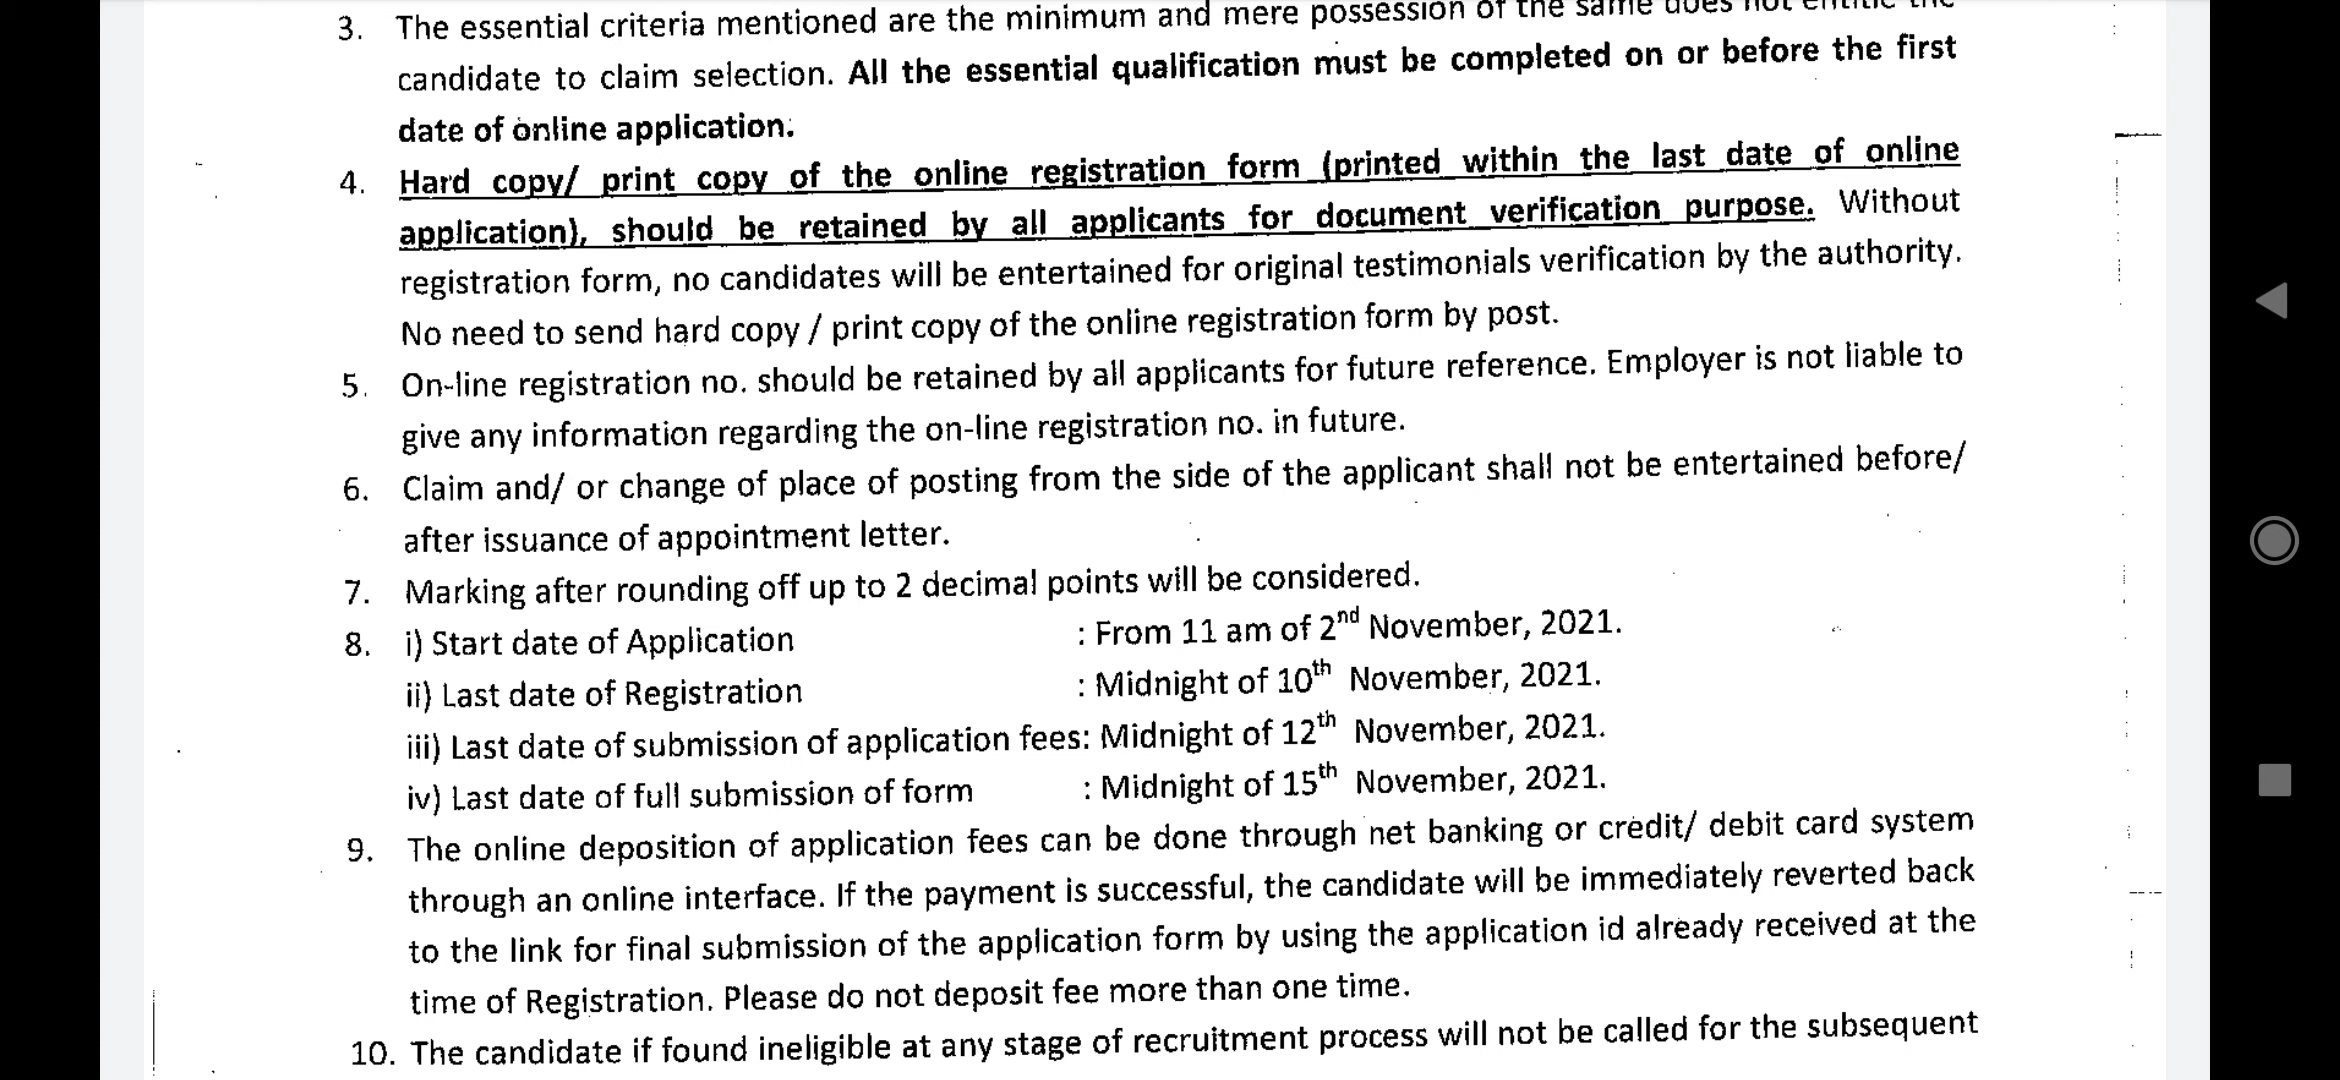 3. The essential criteria mentioned are the minimum and mere possession of the same does not entitle the
candidate to claim selection. All the essential qualification must be completed on or before the first
date of online application.
4. Hard copy/ print copy of the online registration form (printed within the last date of online
application), should be retained by all applicants for document verification purpose. Without
registration form, no candidates will be entertained for original testimonials verification by the authority.
No need to send hard copy / print copy of the online registration form by post.
5. On-line registration no. should be retained by all applicants for future reference. Employer is not liable to
give any information regarding the on-line registration no. in future.
6. Claim and/ or change of place of posting from the side of the applicant shall not be entertained before/
after issuance of appointment letter.
7. Marking after rounding off up to 2 decimal points will be considered.
8. i) Start date of Application : From 11 am of 2nd November, 2021.
ii) Last date of Registration : Midnight of 10th November, 2021.
iii) Last date of submission of application fees: Midnight of 12th November, 2021.
iv) Last date of full submission of form : Midnight of 15th November, 2021.
9. The online deposition of application fees can be done through net banking or credit/ debit card system
through an online interface. If the payment is successful, the candidate will be immediately reverted back
to the link for final submission of the application form by using the application id already received at the
time of Registration. Please do not deposit fee more than one time.
10. The candidate if found ineligible at any stage of recruitment process will not be called for the subsequent